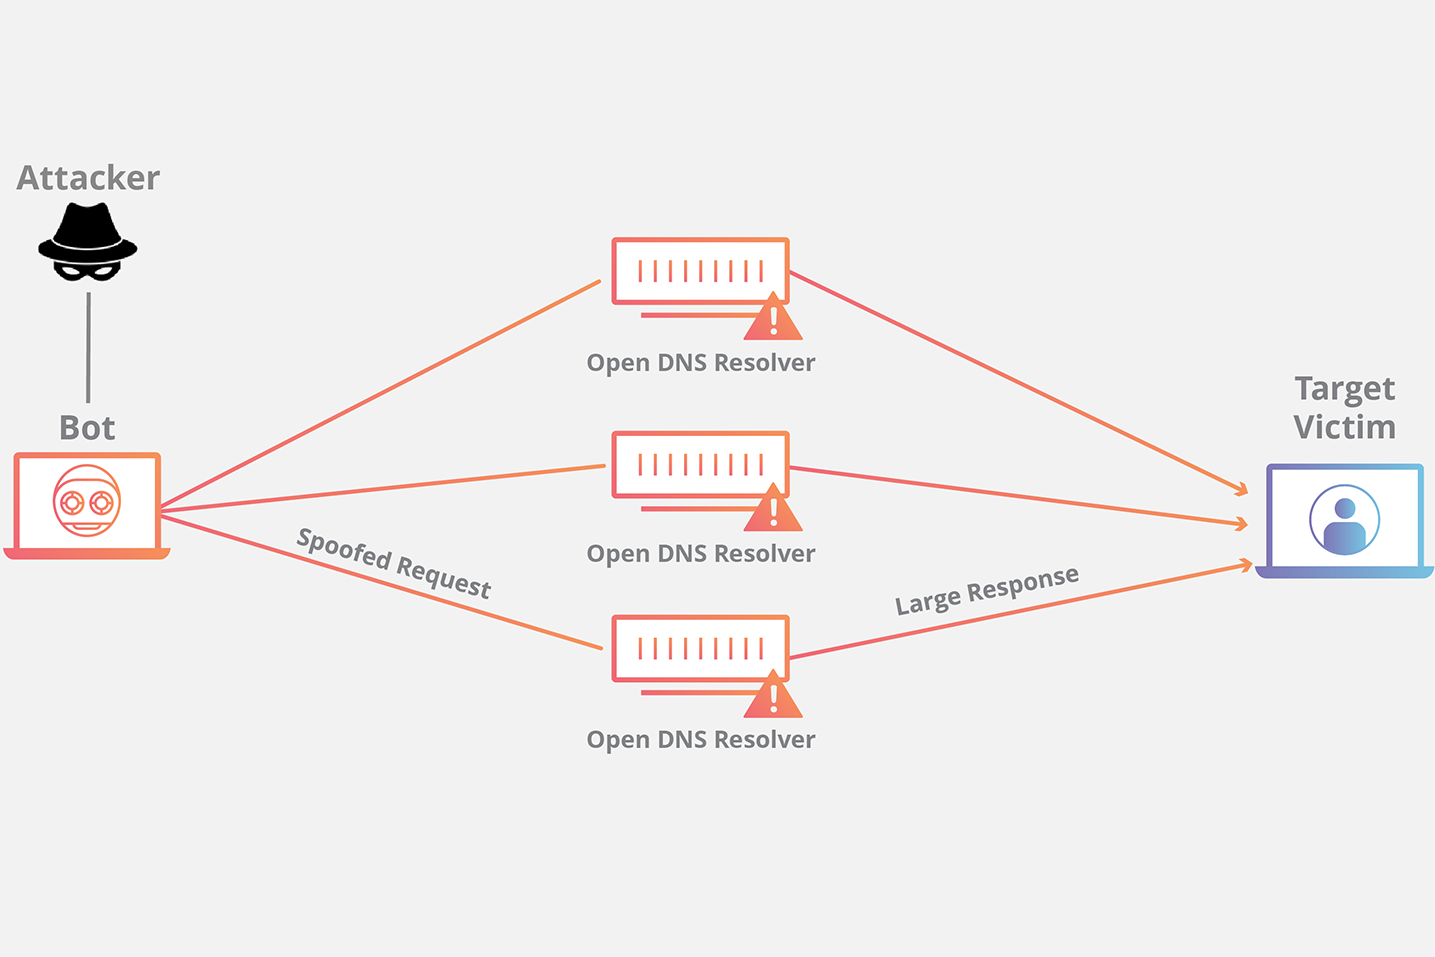 Attacker
Bot
Spoofed Request
Open DNS Resolver
Open DNS Resolver
Open DNS Resolver
Large Response
Target
Victim